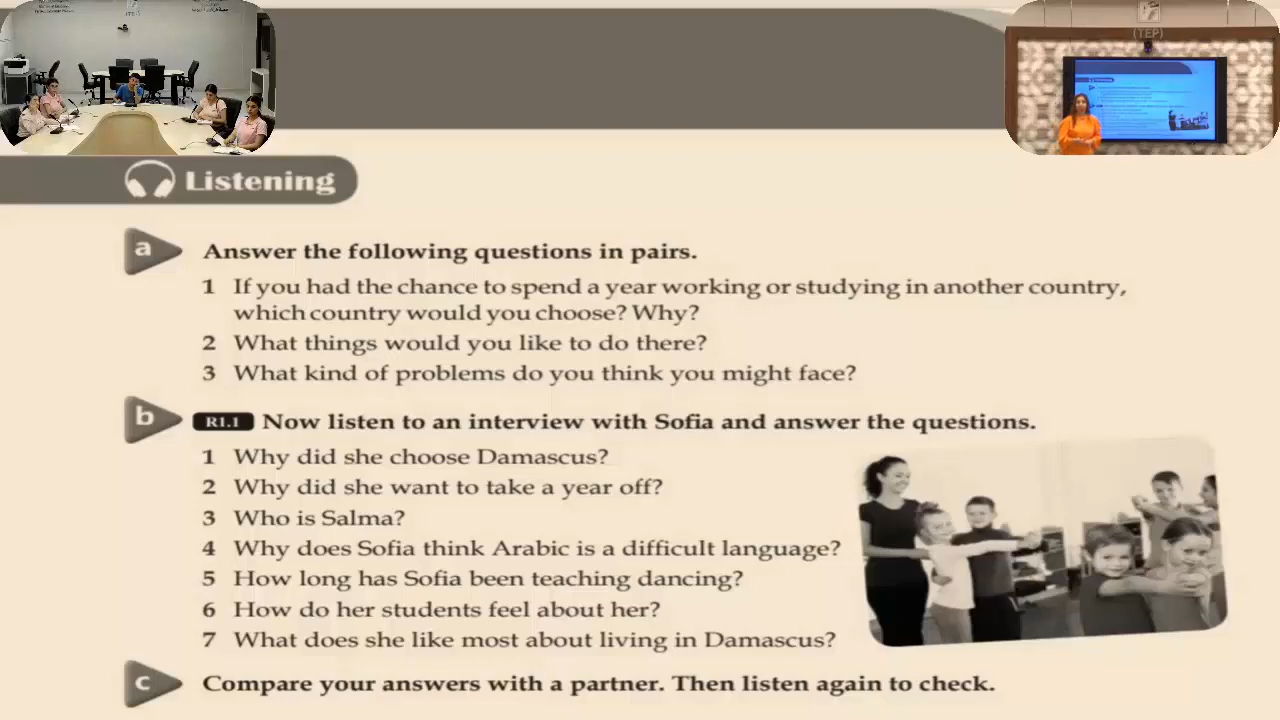 (TEP)
Listening
a Answer the following questions in pairs.
1 If you had the chance to spend a year working or studying in another country,
which country would you choose? Why?
2 What things would you like to do there?
3 What kind of problems do you think you might face?
b R1.1 Now listen to an interview with Sofia and answer the questions.
1 Why did she choose Damascus?
2 Why did she want to take a year off?
3 Who is Salma?
4 Why does Sofia think Arabic is a difficult language?
5 How long has Sofia been teaching dancing?
6 How do her students feel about her?
7 What does she like most about living in Damascus?
c Compare your answers with a partner. Then listen again to check.